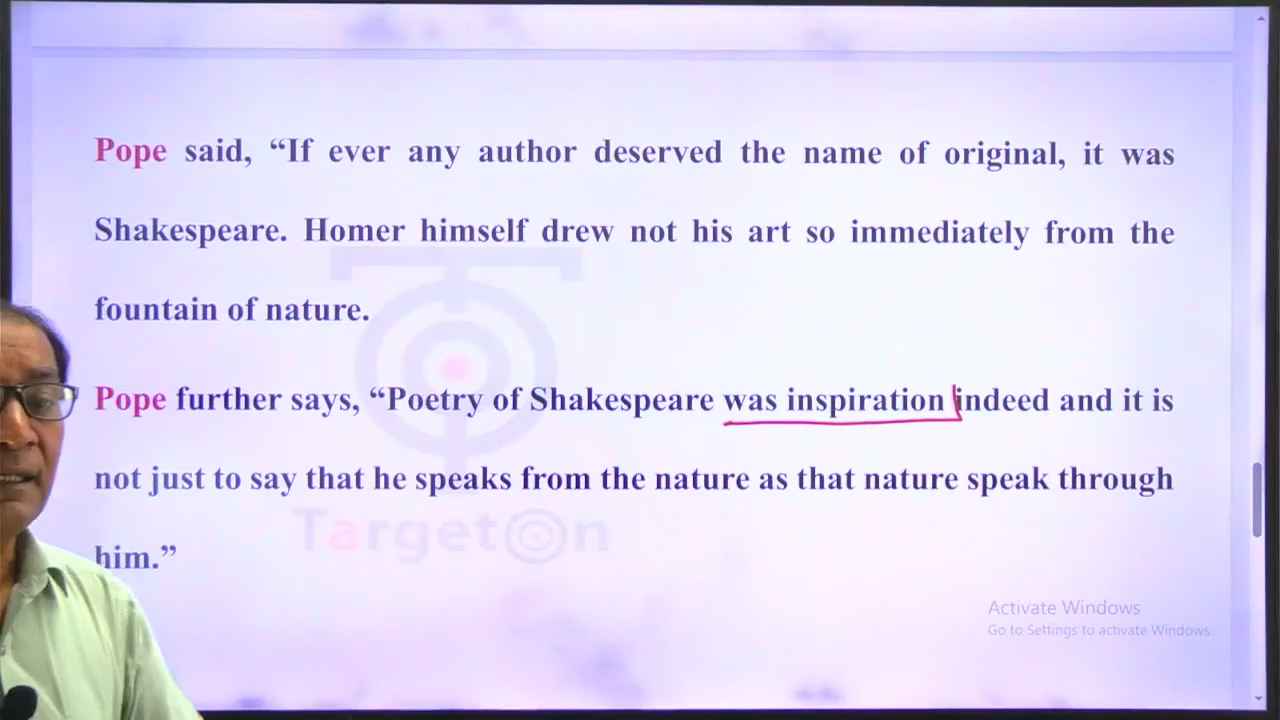 Pope said, “If ever any author deserved the name of original, it was
Shakespeare. Homer himself drew not his art so immediately from the
fountain of nature.
Pope further says, “Poetry of Shakespeare was inspiration indeed and it is
not just to say that he speaks from the nature as that nature speak through
him.”
TargetOn
Activate Windows
Go to Settings to activate Windows.